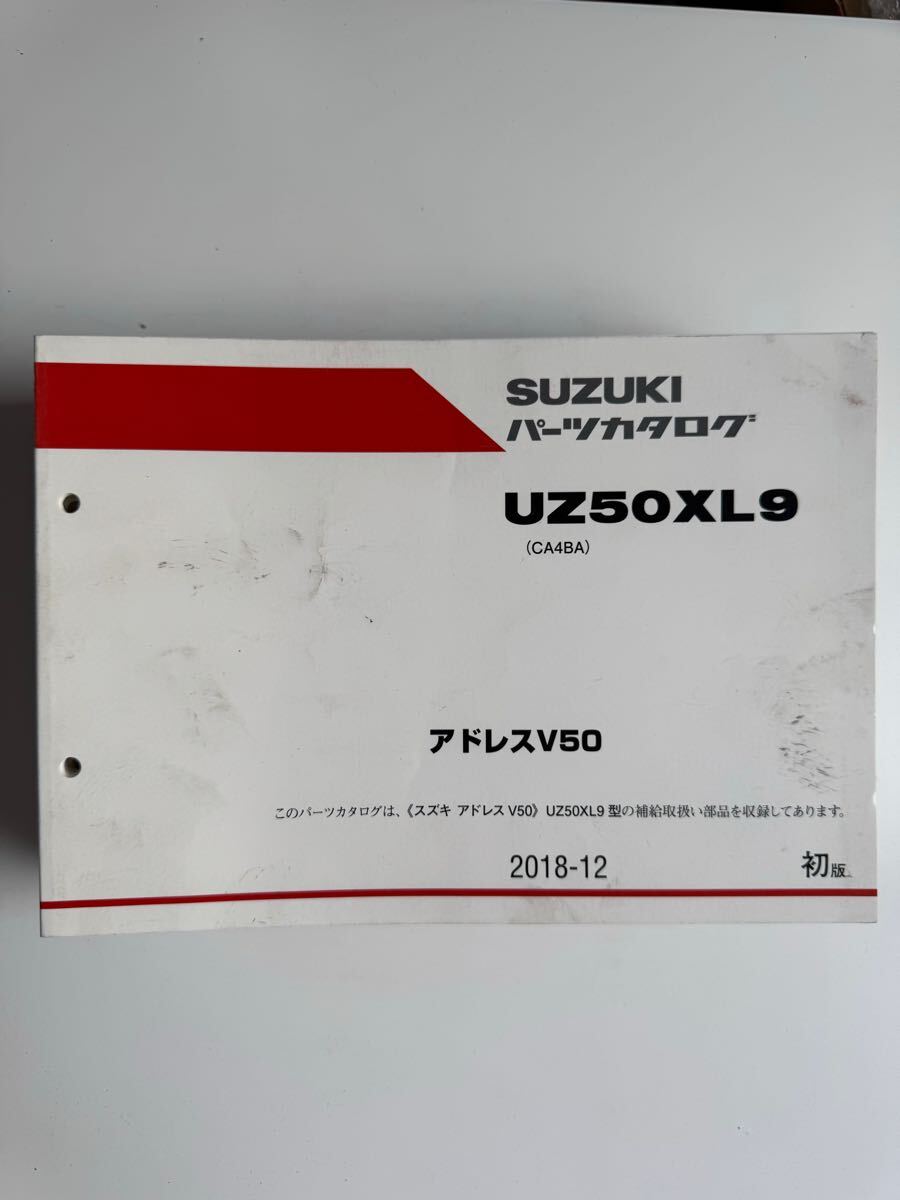 SUZUKI
パーツカタログ
UZ50XL9
(CA4BA)
アドレスV50
このパーツカタログは、《スズキ アドレス V50》 UZ50XL9 型の補給取扱い部品を収録してあります。
2018-12 初版